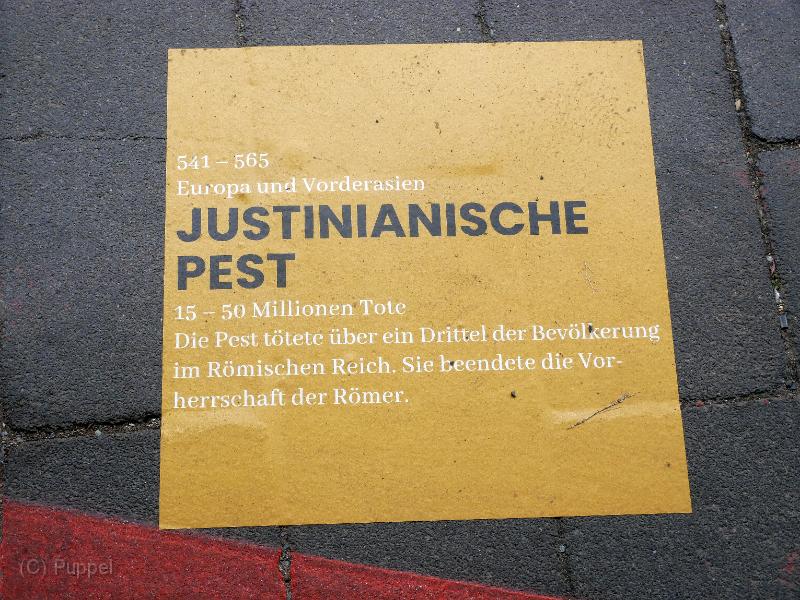 541 – 565
Europa und Vorderasien
JUSTINIANISCHE
PEST
15 – 50 Millionen Tote
Die Pest tötete über ein Drittel der Bevölkerung
im Römischen Reich. Sie beendete die Vor-
herrschaft der Römer.
(C) Puppel